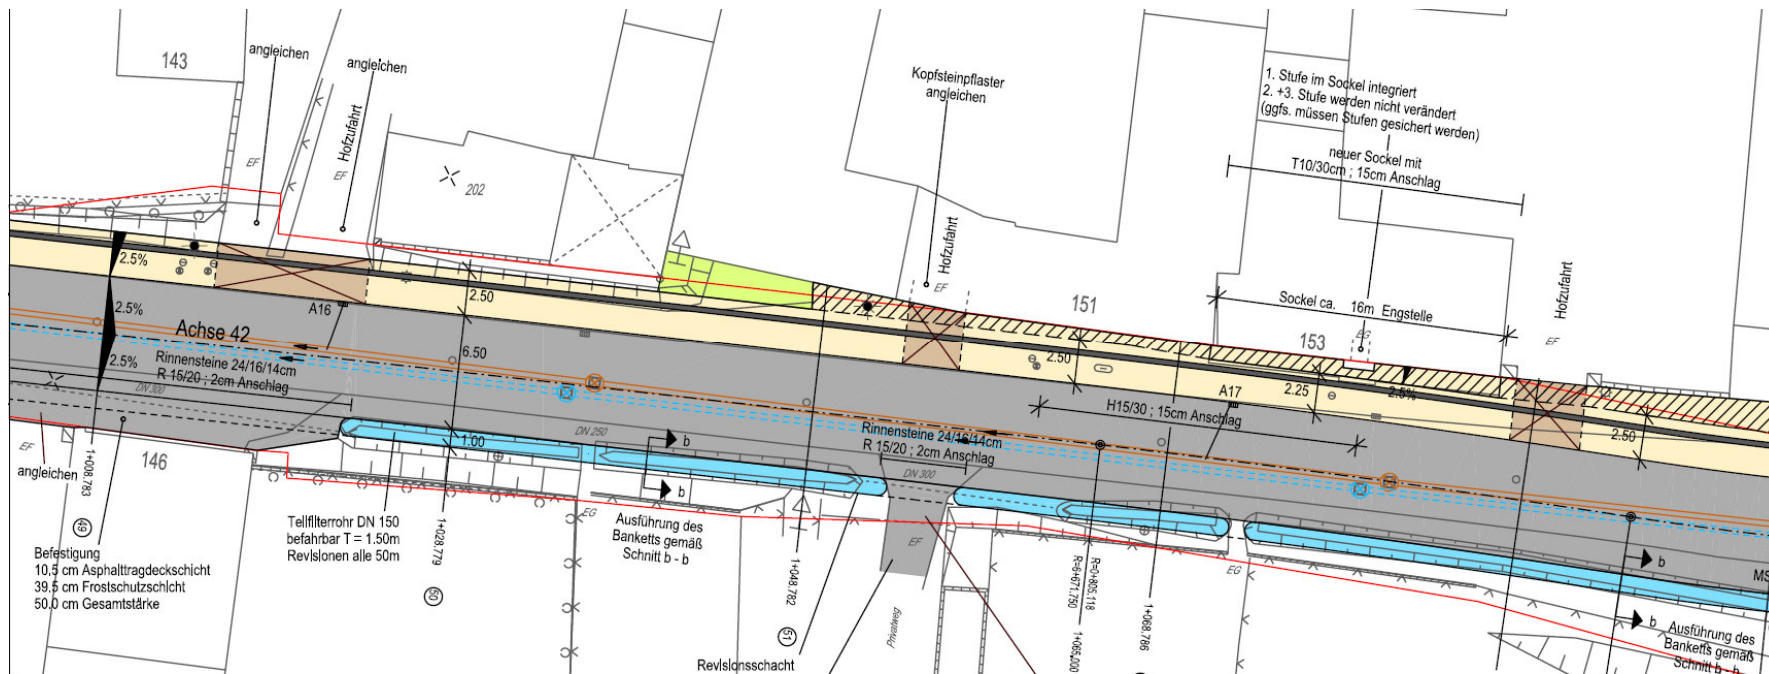 143
angleichen
angleichen
Hofzufahrt
EF
EF
202
Kopfsteinpflaster
angleichen
Hofzufahrt
EF
151
1. Stufe im Sockel integriert
2. +3. Stufe werden nicht verändert
(ggfs. müssen Stufen gesichert werden)
neuer Sockel mit
T10/30cm ; 15cm Anschlag
Sockel ca. 16m Engstelle
EG
153
Hofzufahrt
EF
2.5%
2.5%
2.5%
A16
2.50
Achse 42
6.50
Rinnensteine 24/16/14cm
R 15/20 ; 2cm Anschlag
DN 300
2.50
2.25
2.5%
A17
H15/30 ; 15cm Anschlag
2.50
Rinnensteine 24/16/14cm
R 15/20 ; 2cm Anschlag
DN 250
DN 300
1.00
b
b
EF
angleichen
146
1+008.783
49
Befestigung
10,5 cm Asphalttragdeckschicht
39,5 cm Frostschutzschicht
50,0 cm Gesamtstärke
Teilfilterrohr DN 150
befahrbar T = 1.50m
Revisionen alle 50m
1+028.779
50
EG
Ausführung des
Banketts gemäß
Schnitt b - b
1+048.782
51
Revisionsschacht
Privatweg
EF
R=0+805.118
R=6+671.750
1+065.000
1+068.786
EG
MS
b
b
Ausführung des
Banketts gemäß
Schnitt b - b